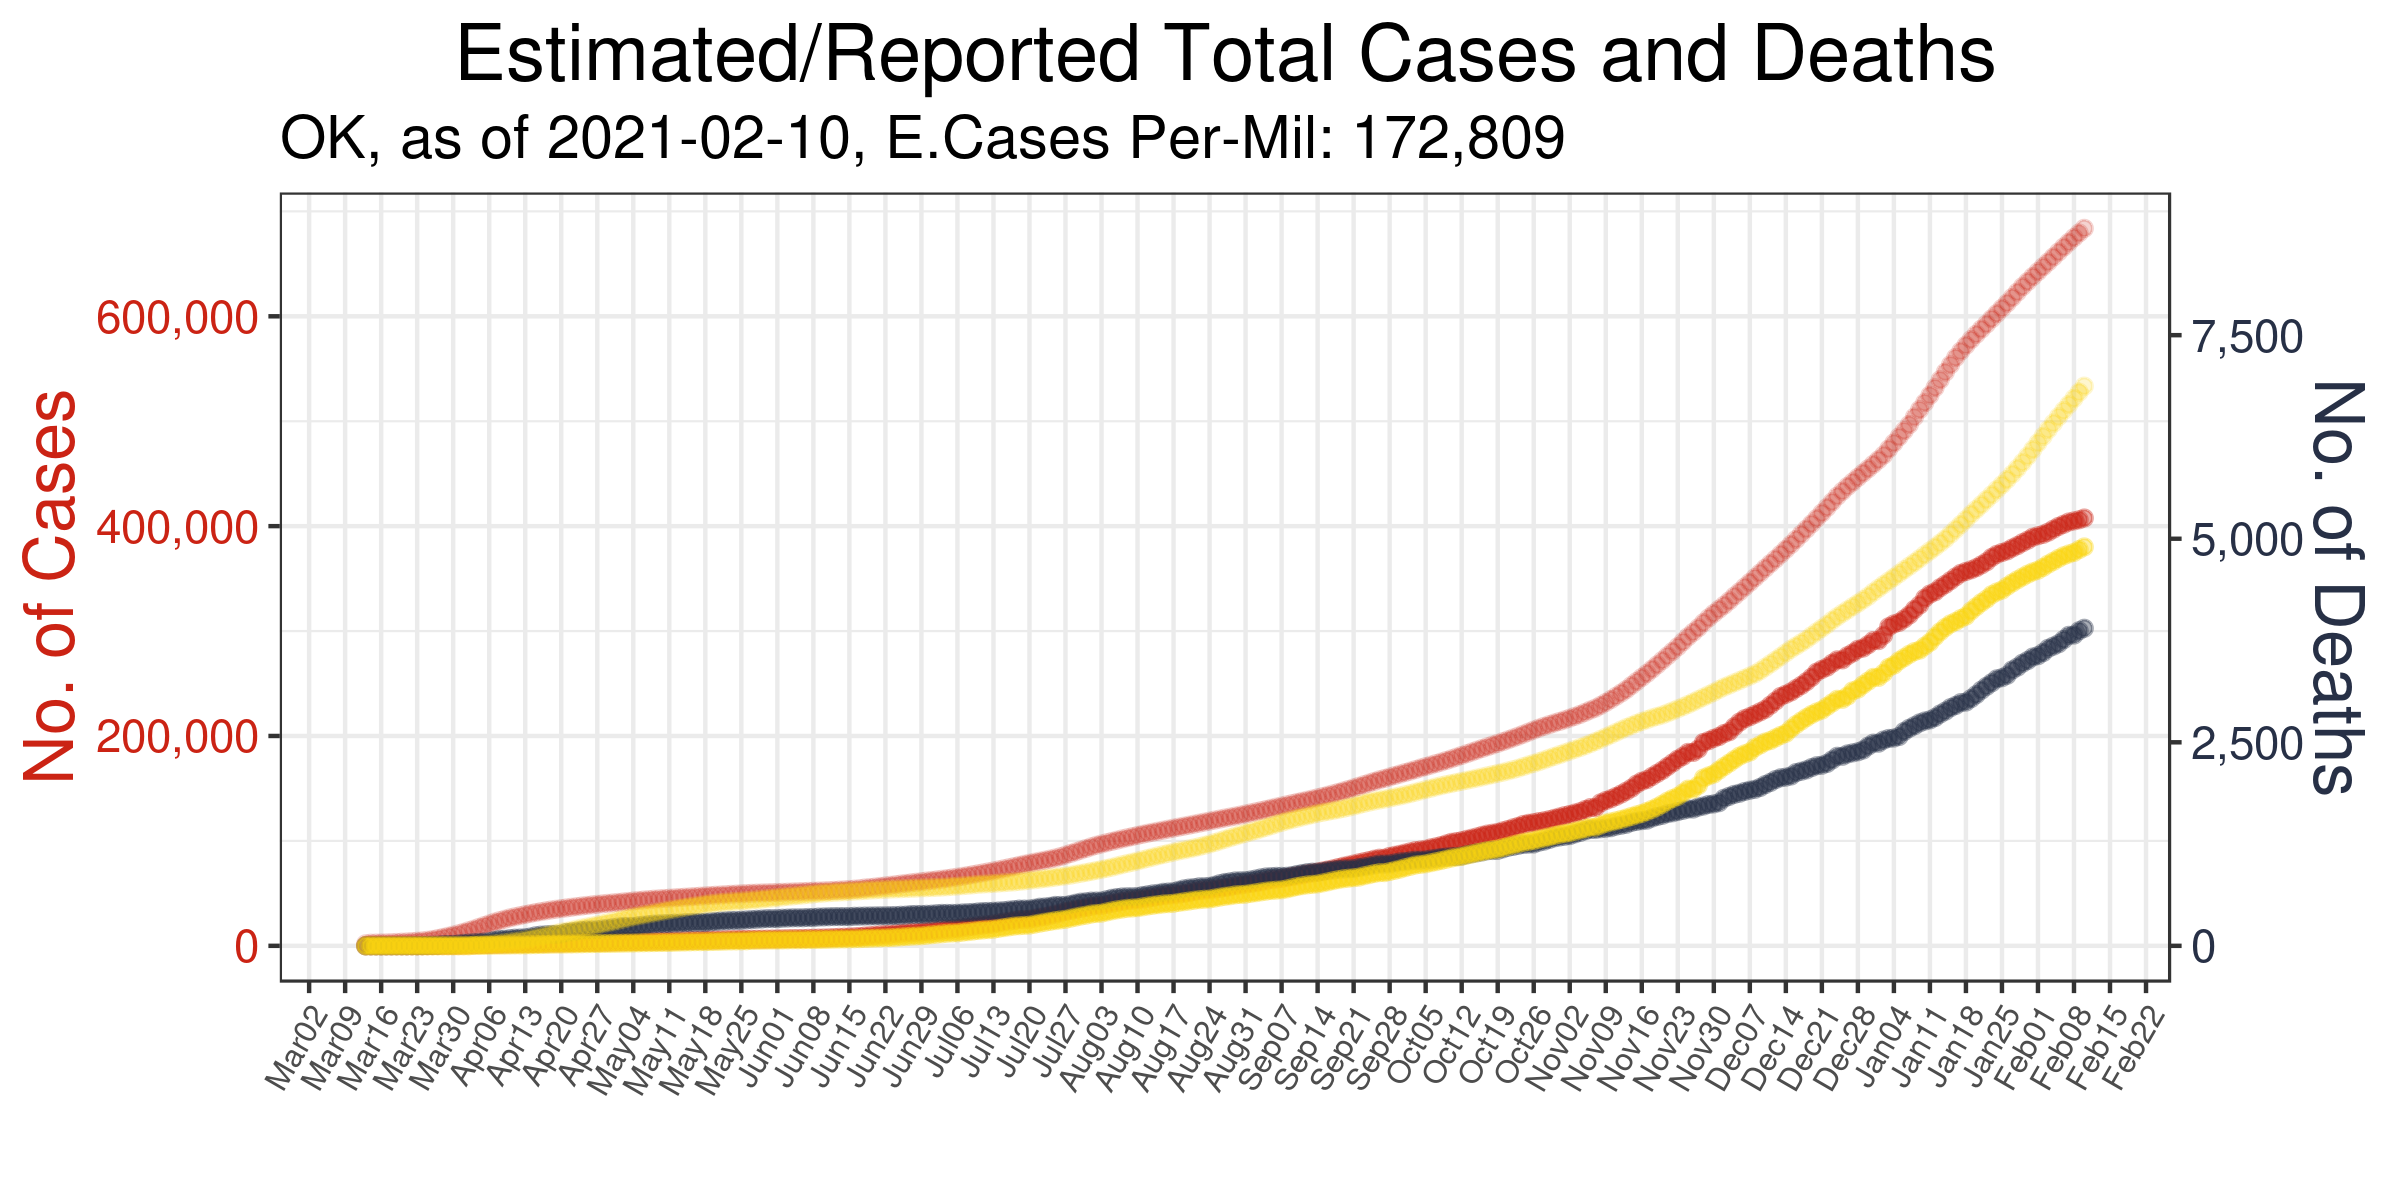 Estimated/Reported Total Cases and Deaths
OK, as of 2021-02-10, E.Cases Per-Mil: 172,809
No. of Cases
600,000
400,000
200,000
0
7,500
5,000
2,500
0
No. of Deaths
Mar02
Mar09
Mar16
Mar23
Mar30
Apr06
Apr13
Apr20
Apr27
May04
May11
May18
May25
Jun01
Jun08
Jun15
Jun22
Jun29
Jul06
Jul13
Jul20
Jul27
Aug03
Aug10
Aug17
Aug24
Aug31
Sep07
Sep14
Sep21
Sep28
Oct05
Oct12
Oct19
Oct26
Nov02
Nov09
Nov16
Nov23
Nov30
Dec07
Dec14
Dec21
Dec28
Jan04
Jan11
Jan18
Jan25
Feb01
Feb08
Feb15
Feb22